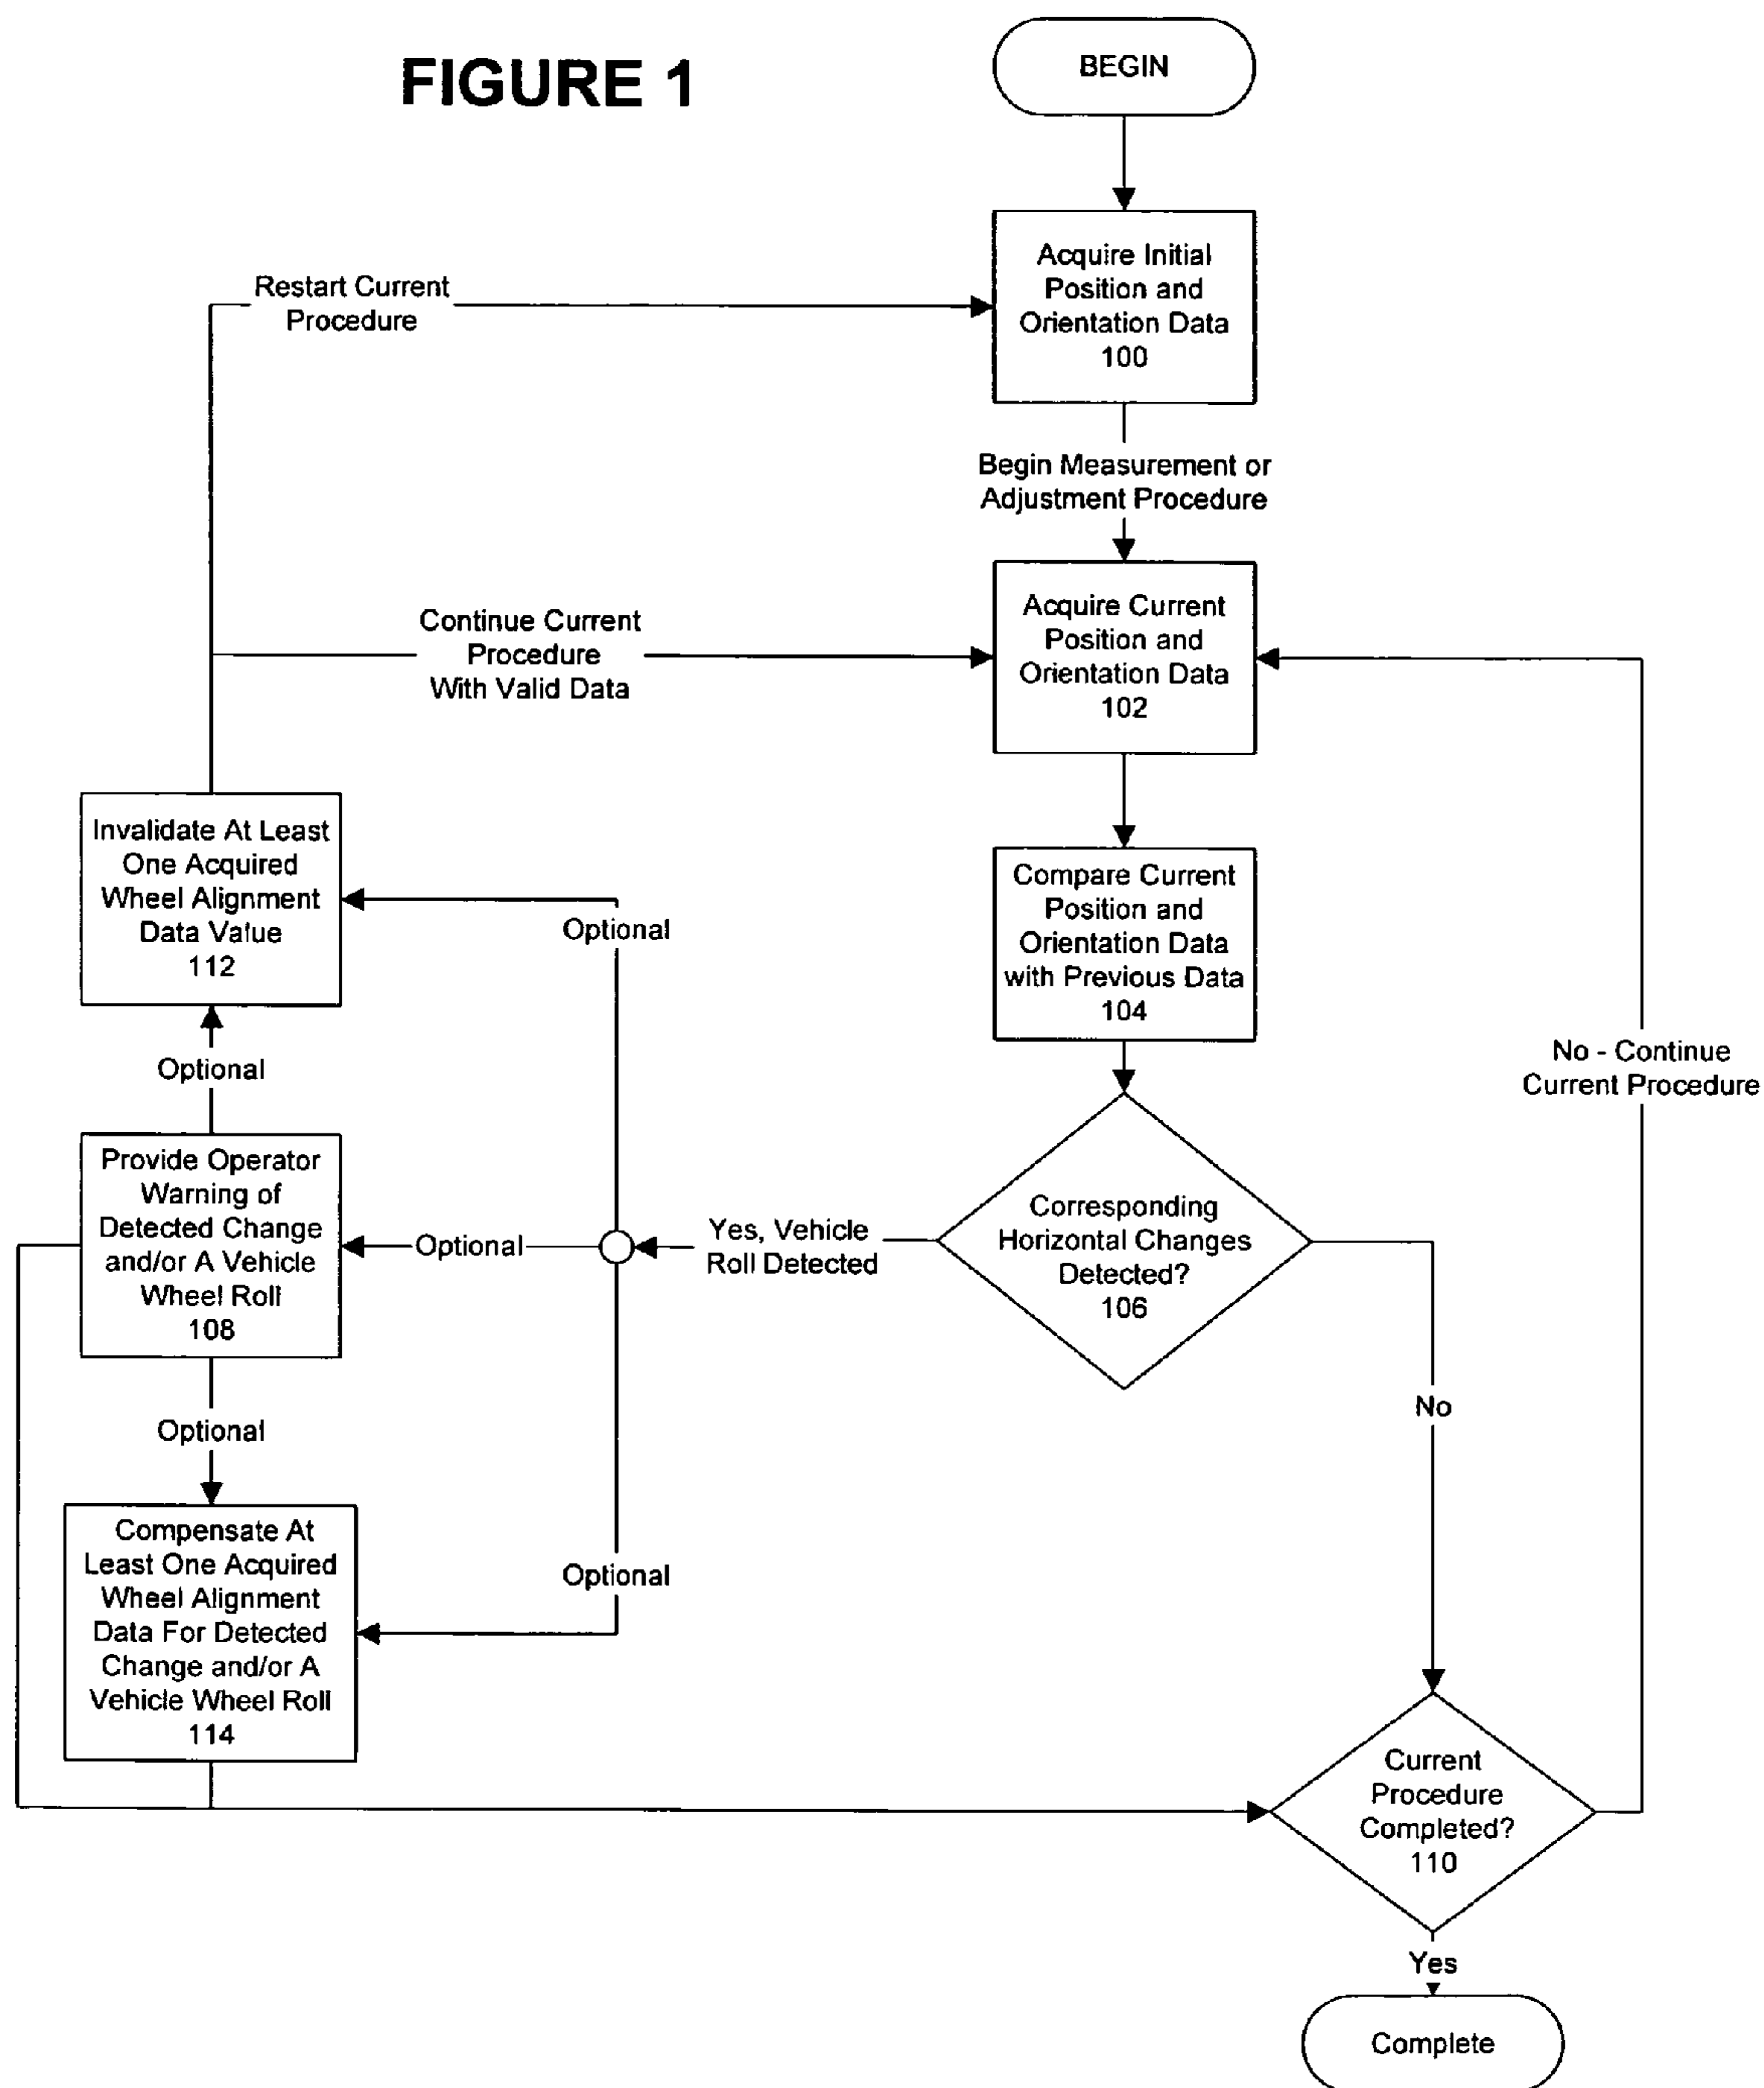 FIGURE 1
BEGIN
Acquire Initial
Position and
Orientation Data
100
Restart Current
Procedure
Begin Measurement or
Adjustment Procedure
Acquire Current
Position and
Orientation Data
102
Continue Current
Procedure
With Valid Data
Compare Current
Position and
Orientation Data
with Previous Data
104
Invalidate At Least
One Acquired
Wheel Alignment
Data Value
112
Optional
Optional
No - Continue
Current Procedure
Provide Operator
Warning of
Detected Change
and/or A Vehicle
Wheel Roll
108
Optional
Yes, Vehicle
Roll Detected
Corresponding
Horizontal Changes
Detected?
106
No
Optional
Optional
Compensate At
Least One Acquired
Wheel Alignment
Data For Detected
Change and/or A
Vehicle Wheel Roll
114
Current
Procedure
Completed?
110
Yes
Complete